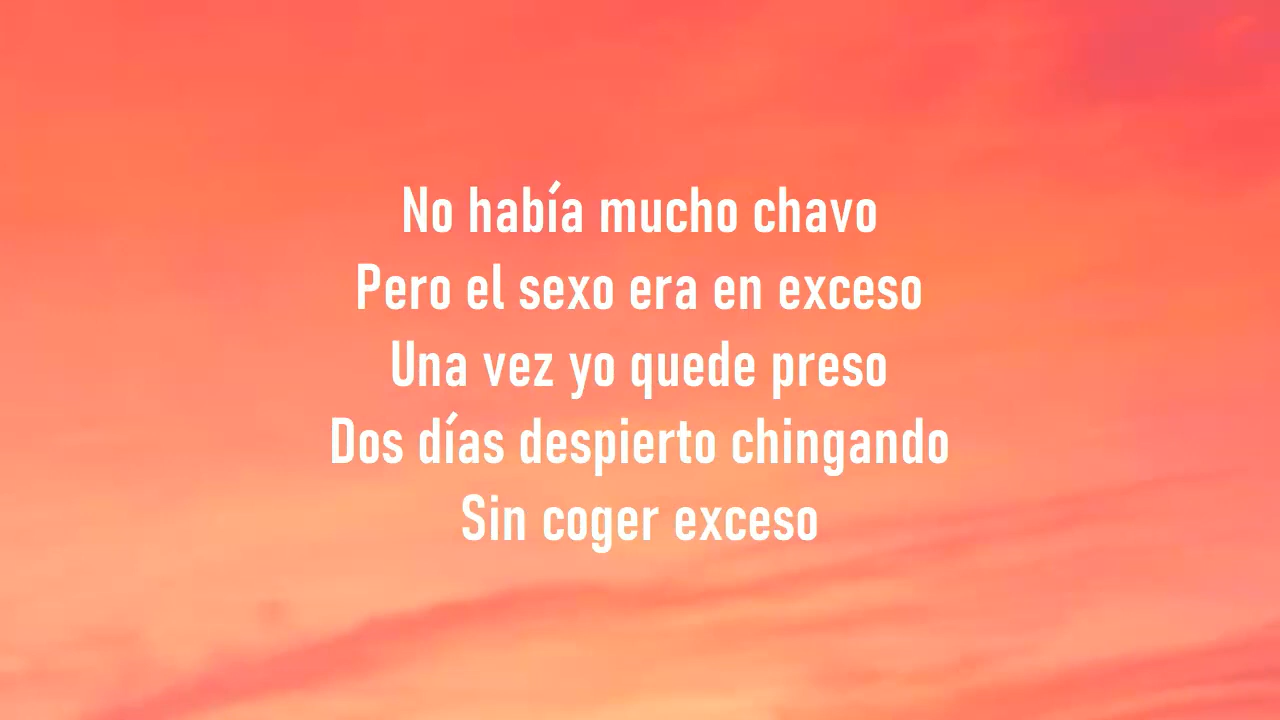 No había mucho chavo
Pero el sexo era en exceso
Una vez yo quede preso
Dos días despierto chingando
Sin coger exceso